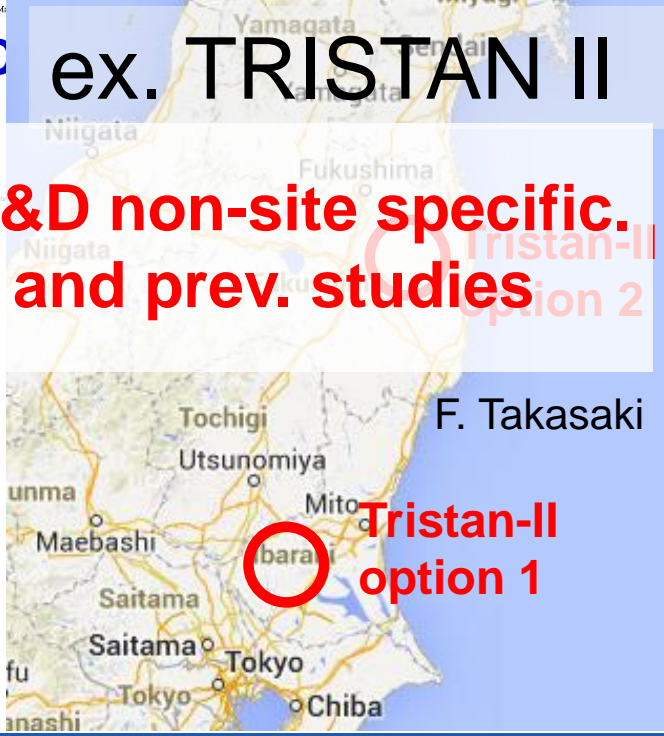 Yamagata
Miyagi
ex. TRISTAN II
Sendai
Yamagata
Niigata
Fukushima
&D non-site specific.
Niigata
Tristan-II
and prev. studies
option 2
Tochigi
F. Takasaki
Utsunomiya
unma
Mito
Tristan-II
Maebashi
Ibaraki
option 1
Saitama
Saitama
Tokyo
fu
Tokyo
Chiba
anashi